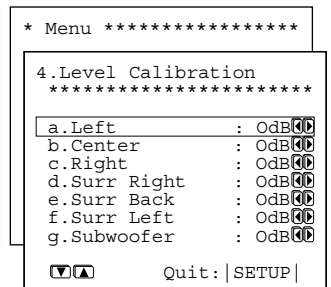 * Menu *****************
4.Level Calibration
***********************
a.Left : 0dB
b.Center : 0dB
c.Right : 0dB
d.Surr Right : 0dB
e.Surr Back : 0dB
f.Surr Left : 0dB
g.Subwoofer : 0dB
Quit:|SETUP|